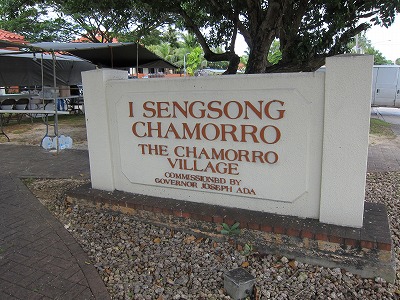 I SENGSONG
CHAMORRO
THE CHAMORRO
VILLAGE
COMMISSIONED BY
GOVERNOR JOSEPH ADA